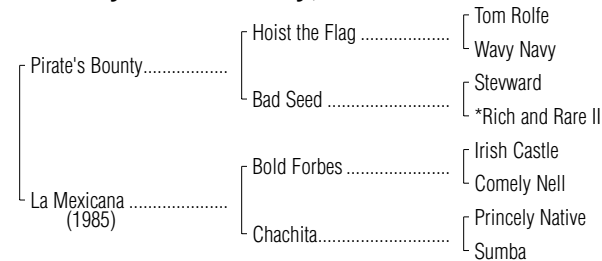 Tom Rolfe
Hoist the Flag ..................
Wavy Navy
Pirate's Bounty.................
Stevward
Bad Seed .........................
*Rich and Rare II
Irish Castle
Bold Forbes .....................
Comely Nell
La Mexicana ....................
(1985)
Princely Native
Chachita...........................
Sumba